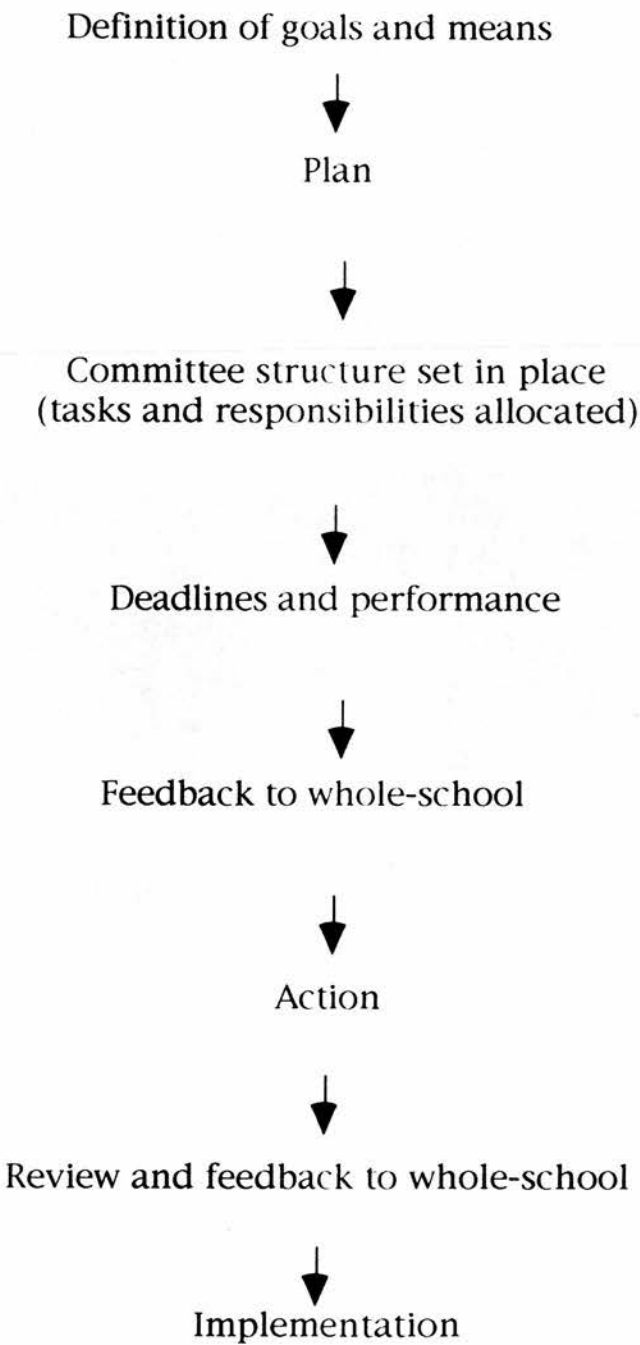 Definition of goals and means
Plan
Committee structure set in place
(tasks and responsibilities allocated)
Deadlines and performance
Feedback to whole-school
Action
Review and feedback to whole-school
Implementation